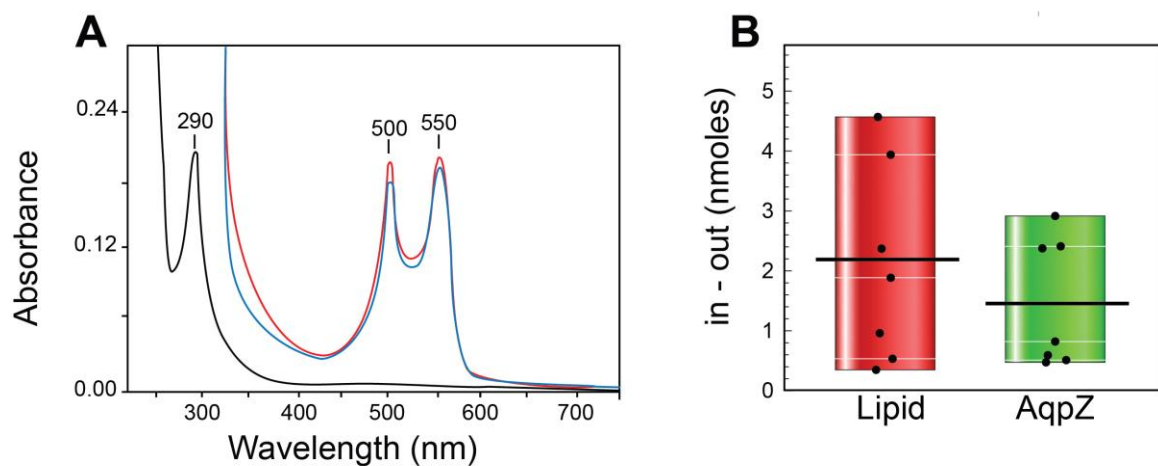 A
Absorbance
0.24
0.12
0.00
290
500
550
300
400
500
600
700
Wavelength (nm)
B
in - out (nmoles)
5
4
3
2
1
0
Lipid
AqpZ